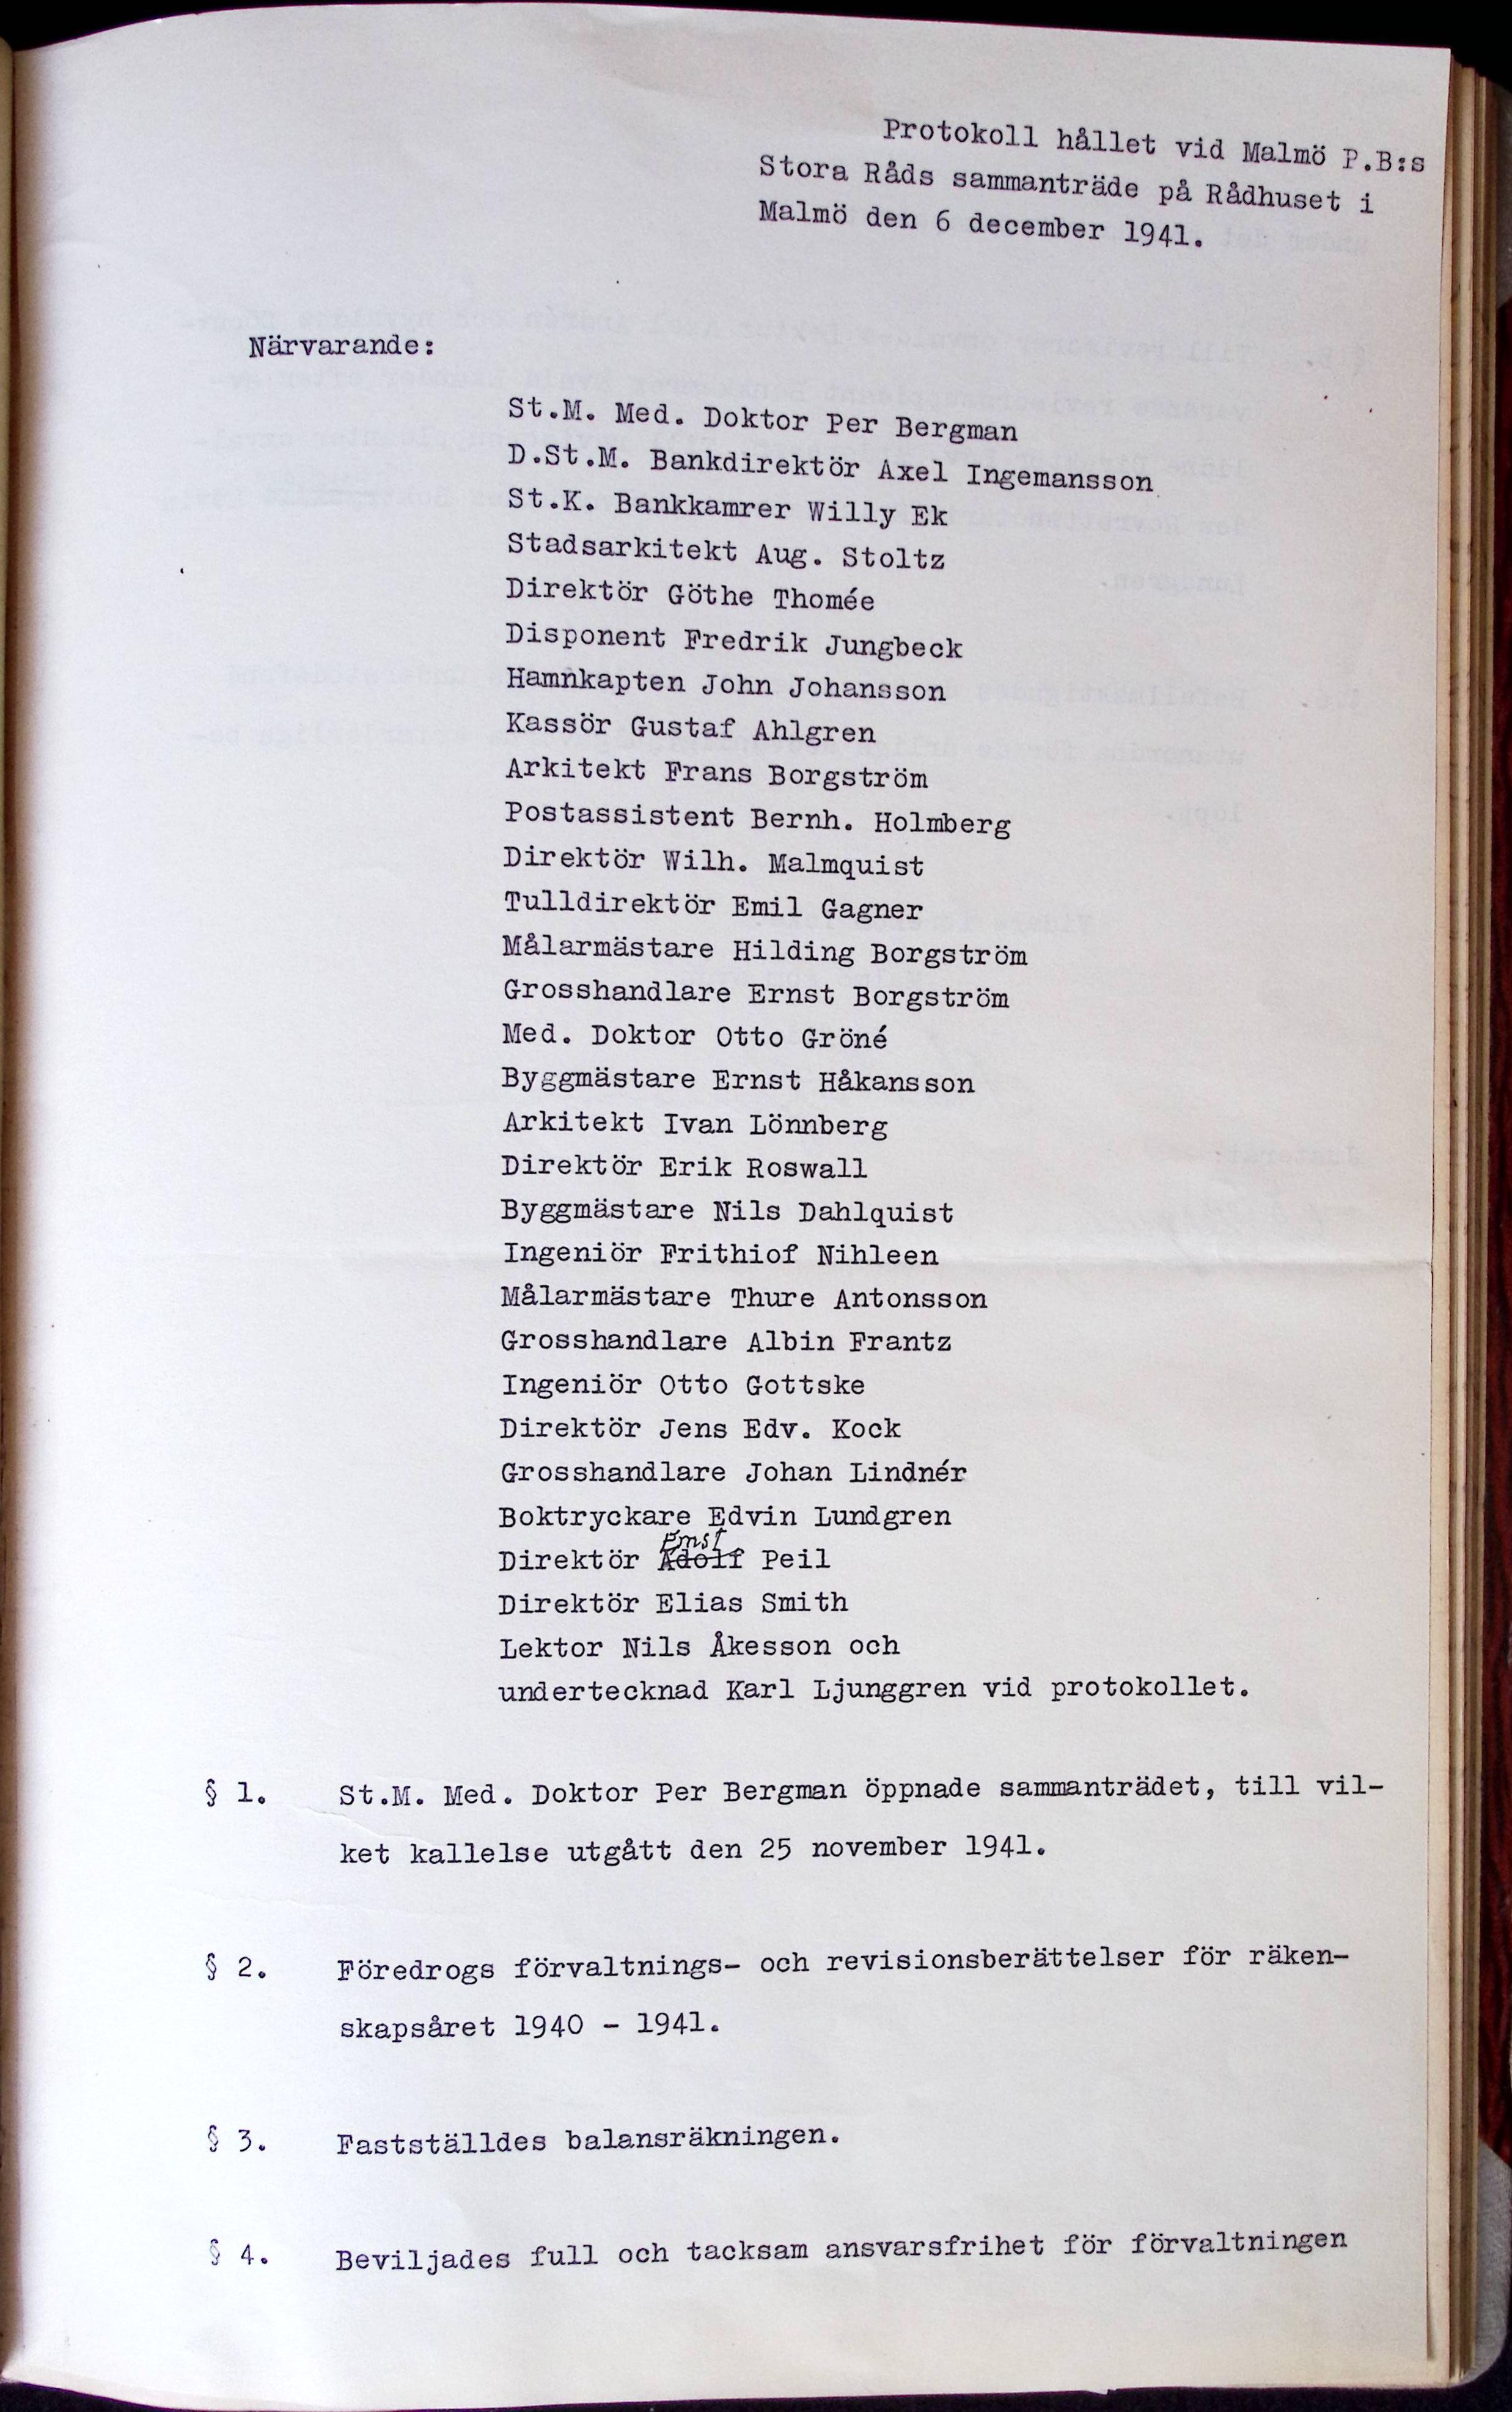 Protokoll hållet vid Malmö P.B:s
Stora Råds sammanträde på Rådhuset i
Malmö den 6 december 1941.
Närvarande:
St.M. Med. Doktor Per Bergman
D.St.M. Bankdirektör Axel Ingemansson
St.K. Bankkamrer Willy Ek
Stadsarkitekt Aug. Stoltz
Direktör Göthe Thomée
Disponent Fredrik Jungbeck
Hamnkapten John Johansson
Kassör Gustaf Ahlgren
Arkitekt Frans Borgström
Postassistent Bernh. Holmberg
Direktör Wilh. Malmquist
Tulldirektör Emil Gagner
Målarmästare Hilding Borgström
Grosshandlare Ernst Borgström
Med. Doktor Otto Gröné
Byggmästare Ernst Håkansson
Arkitekt Ivan Lönnberg
Direktör Erik Roswall
Byggmästare Nils Dahlquist
Ingeniör Frithiof Nihleen
Målarmästare Thure Antonsson
Grosshandlare Albin Frantz
Ingeniör Otto Gottske
Direktör Jens Edv. Kock
Grosshandlare Johan Lindnér
Boktryckare Edvin Lundgren
Ernst
Direktör Adolf Peil
Direktör Elias Smith
Lektor Nils Åkesson och
undertecknad Karl Ljunggren vid protokollet.
§ 1. St.M. Med. Doktor Per Bergman öppnade sammanträdet, till vil-
ket kallelse utgått den 25 november 1941.
§ 2. Föredrogs förvaltnings- och revisionsberättelser för räken-
skapsåret 1940 - 1941.
§ 3. Fastställdes balansräkningen.
§ 4. Beviljades full och tacksam ansvarsfrihet för förvaltningen